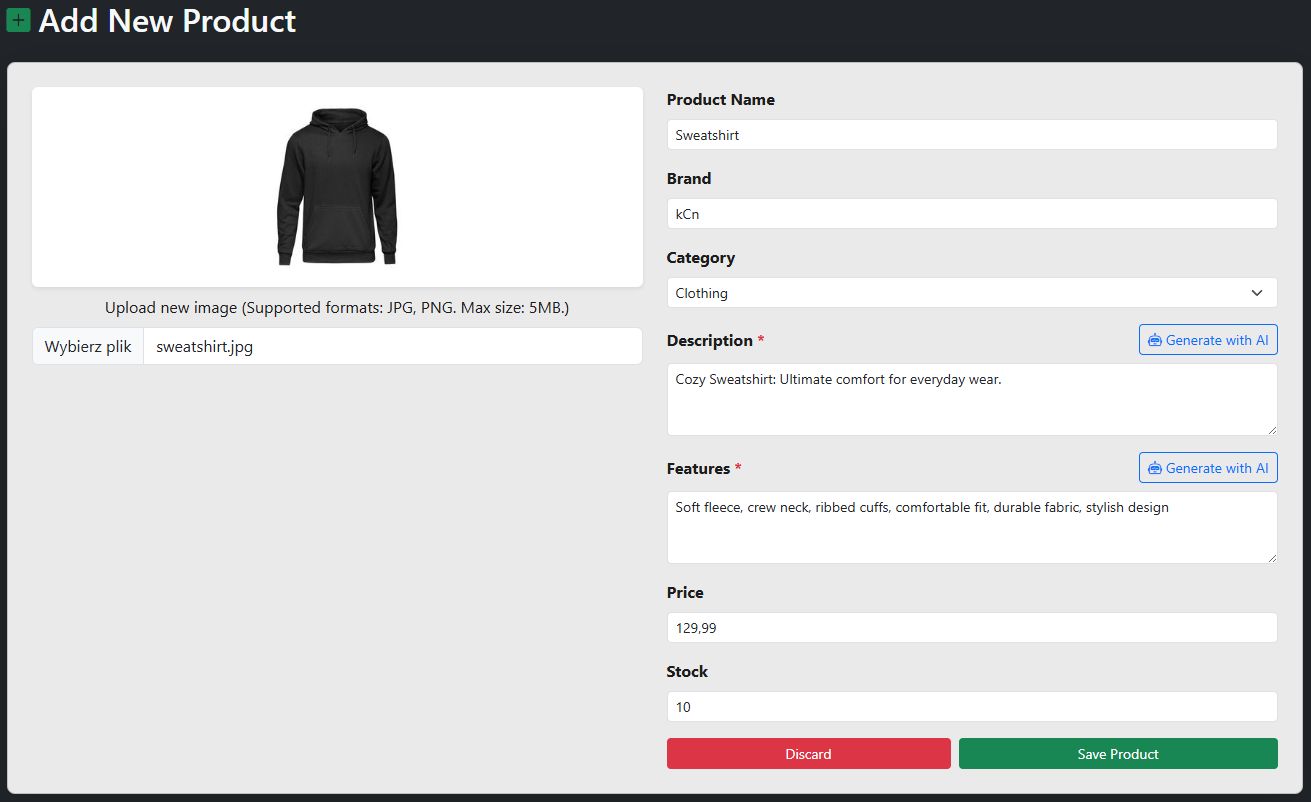 Add New Product
Product Name
Sweatshirt
Brand
kCn
Category
Clothing
Upload new image (Supported formats: JPG, PNG. Max size: 5MB.)
Wybierz plik sweatshirt.jpg
Description * Generate with AI
Cozy Sweatshirt: Ultimate comfort for everyday wear.
Features * Generate with AI
Soft fleece, crew neck, ribbed cuffs, comfortable fit, durable fabric, stylish design
Price
129,99
Stock
10
Discard Save Product